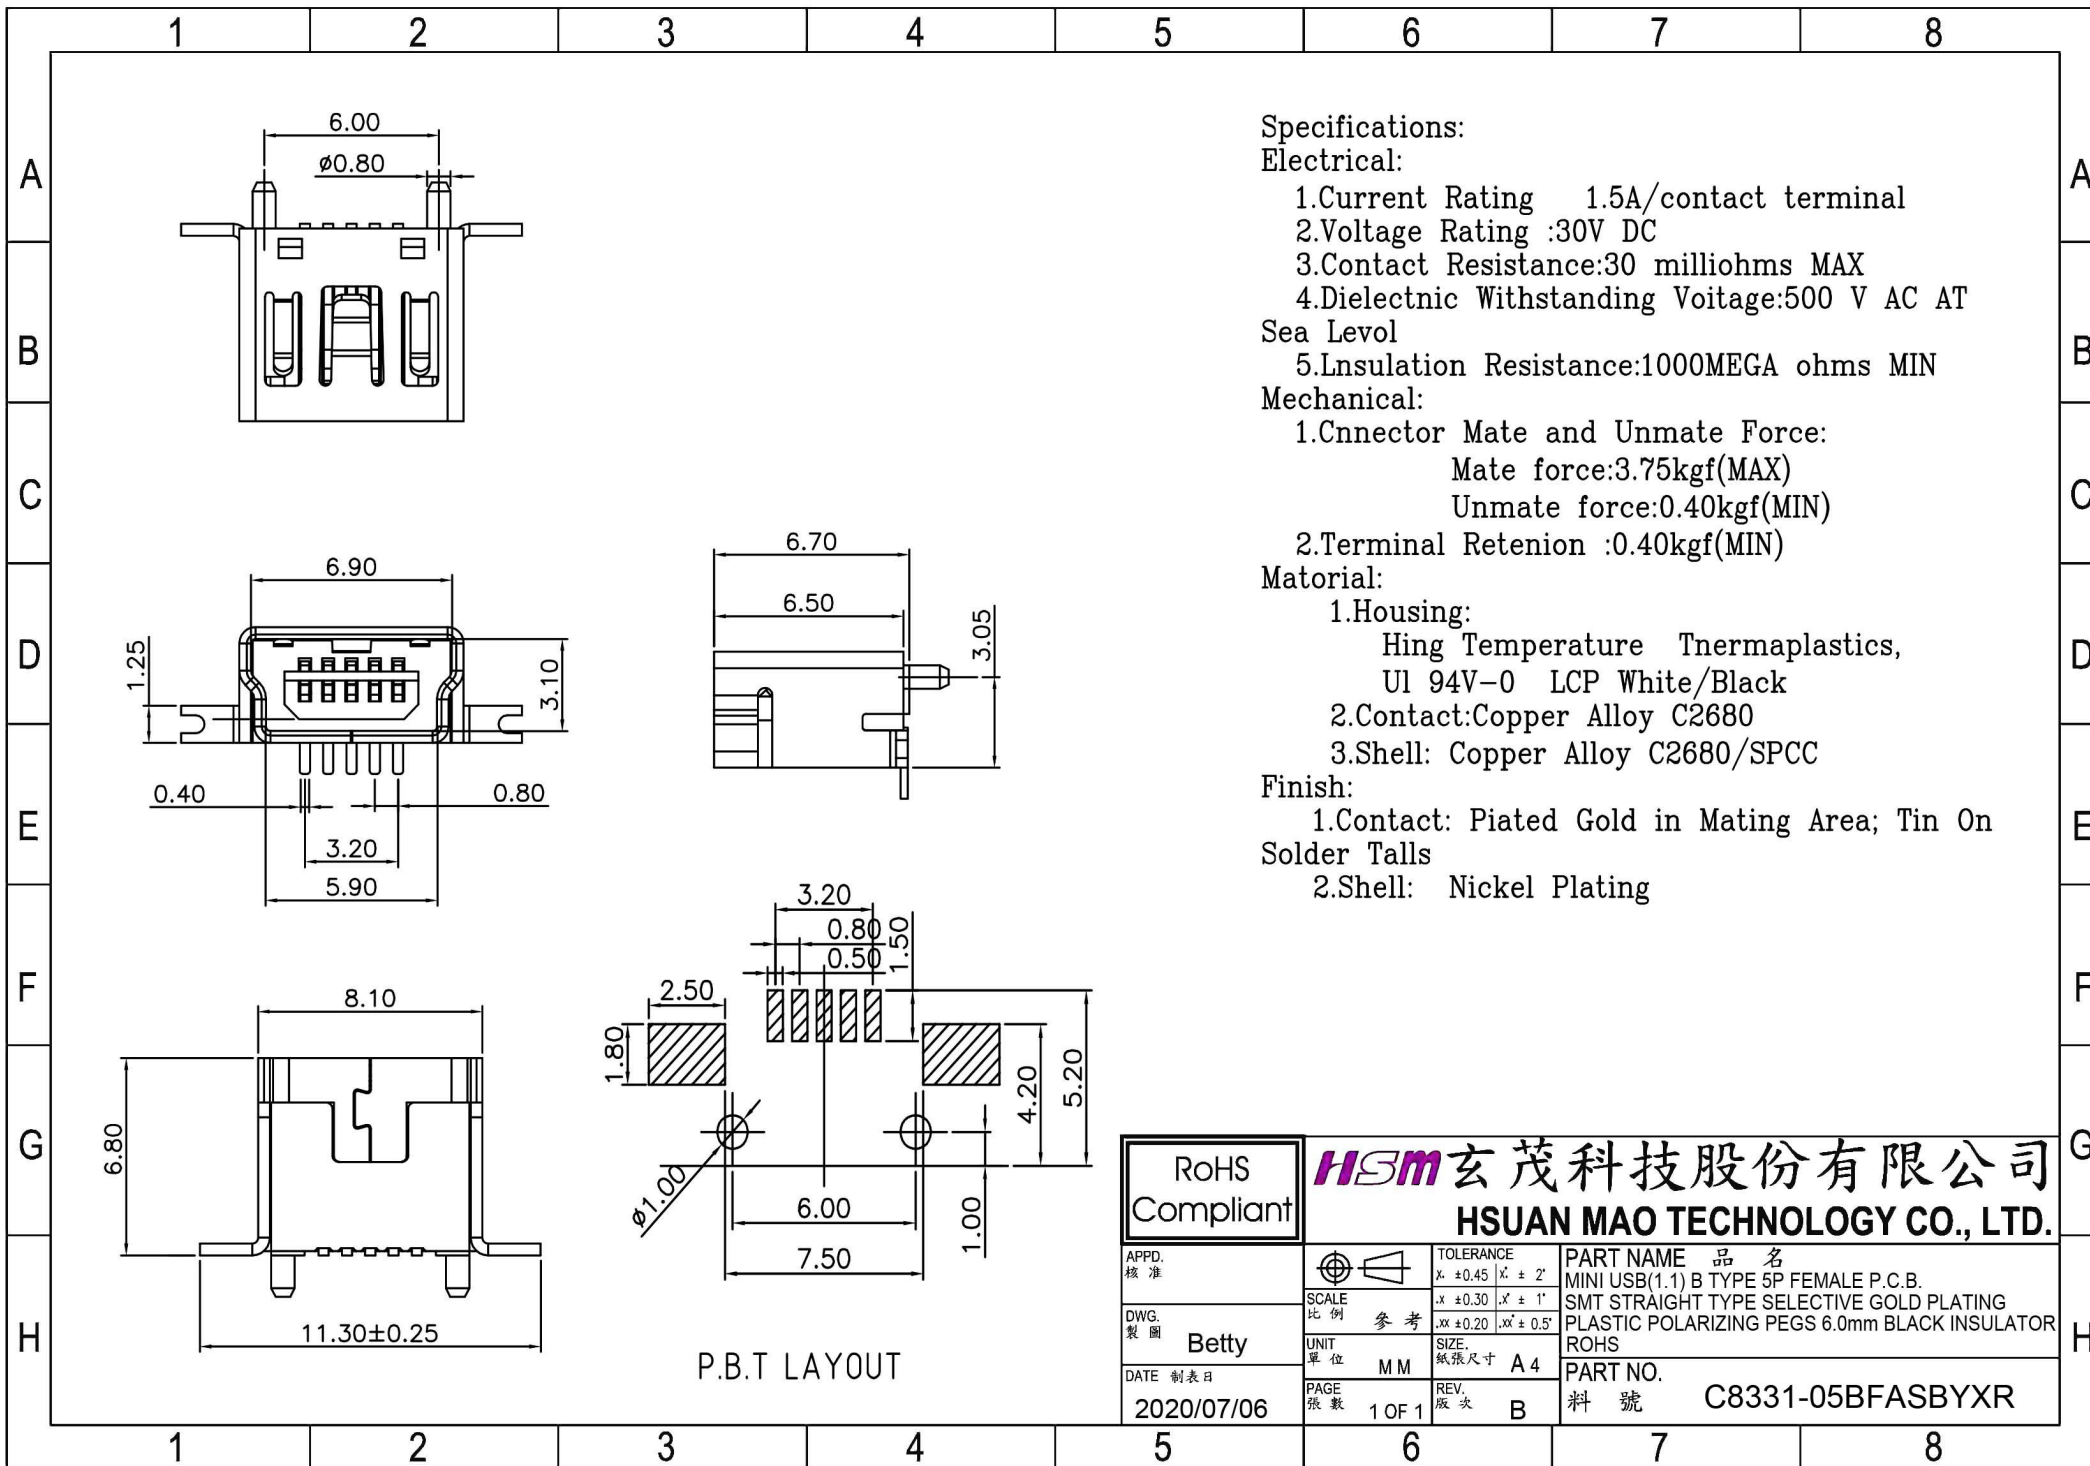 1 2 3 4 5 6 7 8
A
B
C
D
E
F
G
H
A
B
C
D
E
F
G
H
6.00
ø0.80
6.90
1.25
3.10
0.40
0.80
3.20
5.90
6.70
6.50
3.05
8.10
6.80
11.30±0.25
3.20
0.80
0.50
1.50
2.50
1.80
4.20
5.20
ø1.00
6.00
7.50
1.00
P.B.T LAYOUT
Specifications:
Electrical:
1.Current Rating 1.5A/contact terminal
2.Voltage Rating :30V DC
3.Contact Resistance:30 milliohms MAX
4.Dielectnic Withstanding Voitage:500 V AC AT
Sea Levol
5.Lnsulation Resistance:1000MEGA ohms MIN
Mechanical:
1.Cnnector Mate and Unmate Force:
Mate force:3.75kgf(MAX)
Unmate force:0.40kgf(MIN)
2.Terminal Retenion :0.40kgf(MIN)
Matorial:
1.Housing:
Hing Temperature Tnermaplastics,
Ul 94V-0 LCP White/Black
2.Contact:Copper Alloy C2680
3.Shell: Copper Alloy C2680/SPCC
Finish:
1.Contact: Piated Gold in Mating Area; Tin On
Solder Talls
2.Shell: Nickel Plating
RoHS
Compliant
HSM 玄茂科技股份有限公司
HSUAN MAO TECHNOLOGY CO., LTD.
APPD.
核 准
DWG.
製 圖 Betty
DATE 制表日
2020/07/06
SCALE
比 例 參 考
UNIT
單 位 MM
PAGE
張 數 1 OF 1
TOLERANCE
X. ±0.45 X.° ± 2°
.X ±0.30 .X° ± 1°
.XX ±0.20 .XX° ± 0.5°
SIZE.
紙張尺寸 A4
REV.
版 次 B
PART NAME 品 名
MINI USB(1.1) B TYPE 5P FEMALE P.C.B.
SMT STRAIGHT TYPE SELECTIVE GOLD PLATING
PLASTIC POLARIZING PEGS 6.0mm BLACK INSULATOR
ROHS
PART NO.
料 號 C8331-05BFASBYXR
1 2 3 4 5 6 7 8